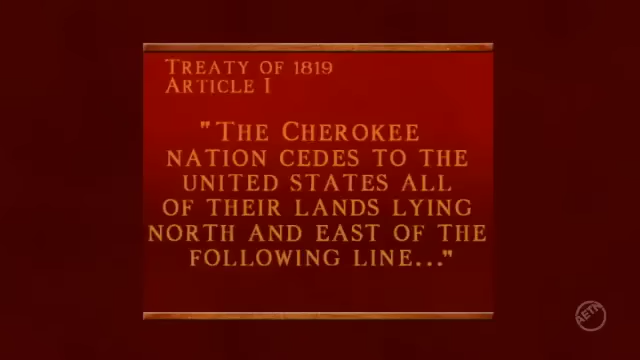 TREATY OF 1819
ARTICLE I
"THE CHEROKEE
NATION CEDES TO THE
UNITED STATES ALL
OF THEIR LANDS LYING
NORTH AND EAST OF THE
FOLLOWING LINE..."
AETN